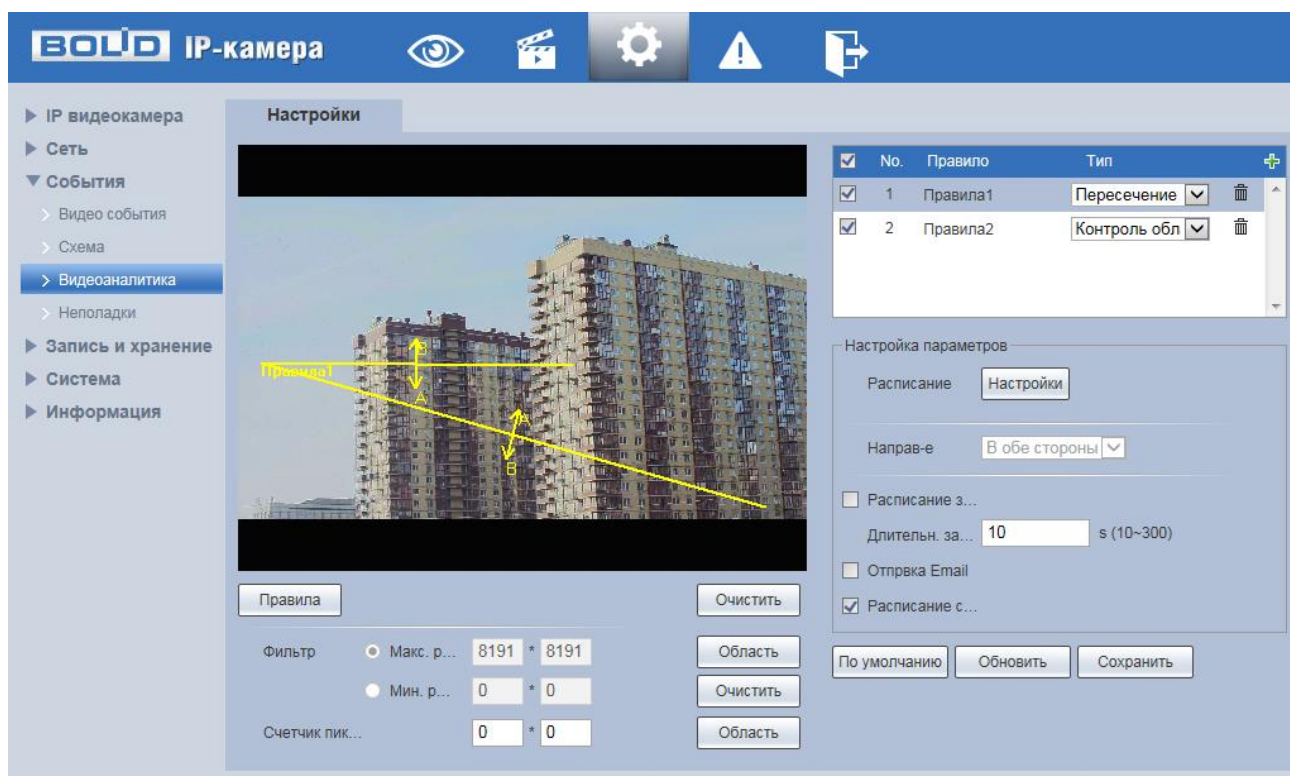 BOLID IP-камера
IP видеокамера
Сеть
События
Видео события
Схема
Видеоаналитика
Неполадки
Запись и хранение
Система
Информация
Настройки
Правила1
B
A
A
B
Правила
Очистить
Фильтр Макс. р... 8191 * 8191 Область
Мин. р... 0 * 0 Очистить
Счетчик пик... 0 * 0 Область
No. Правило Тип
1 Правила1 Пересечение
2 Правила2 Контроль обл
Настройка параметров
Расписание Настройки
Направ-е В обе стороны
Расписание з...
Длительн. за... 10 s (10~300)
Отпрвка Email
Расписание с...
По умолчанию Обновить Сохранить